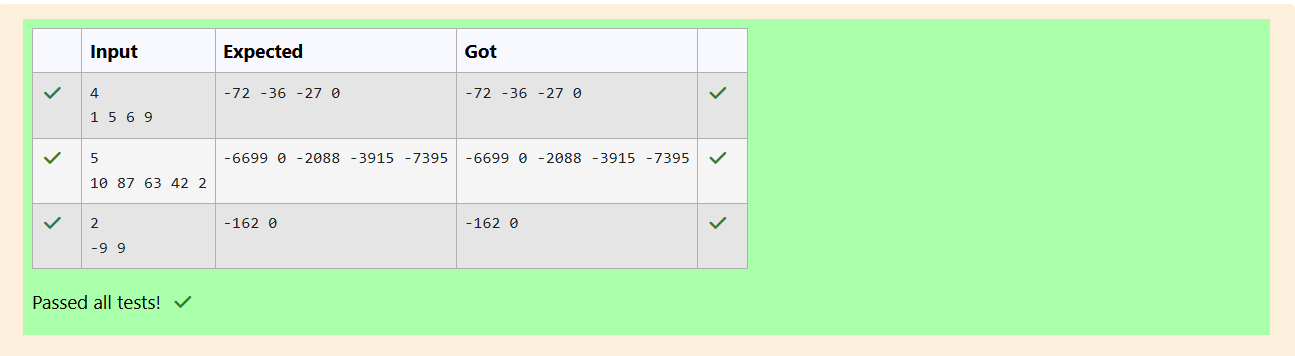 Input Expected Got
4 -72 -36 -27 0 -72 -36 -27 0
1 5 6 9
5 -6699 0 -2088 -3915 -7395 -6699 0 -2088 -3915 -7395
10 87 63 42 2
2 -162 0 -162 0
-9 9
Passed all tests!